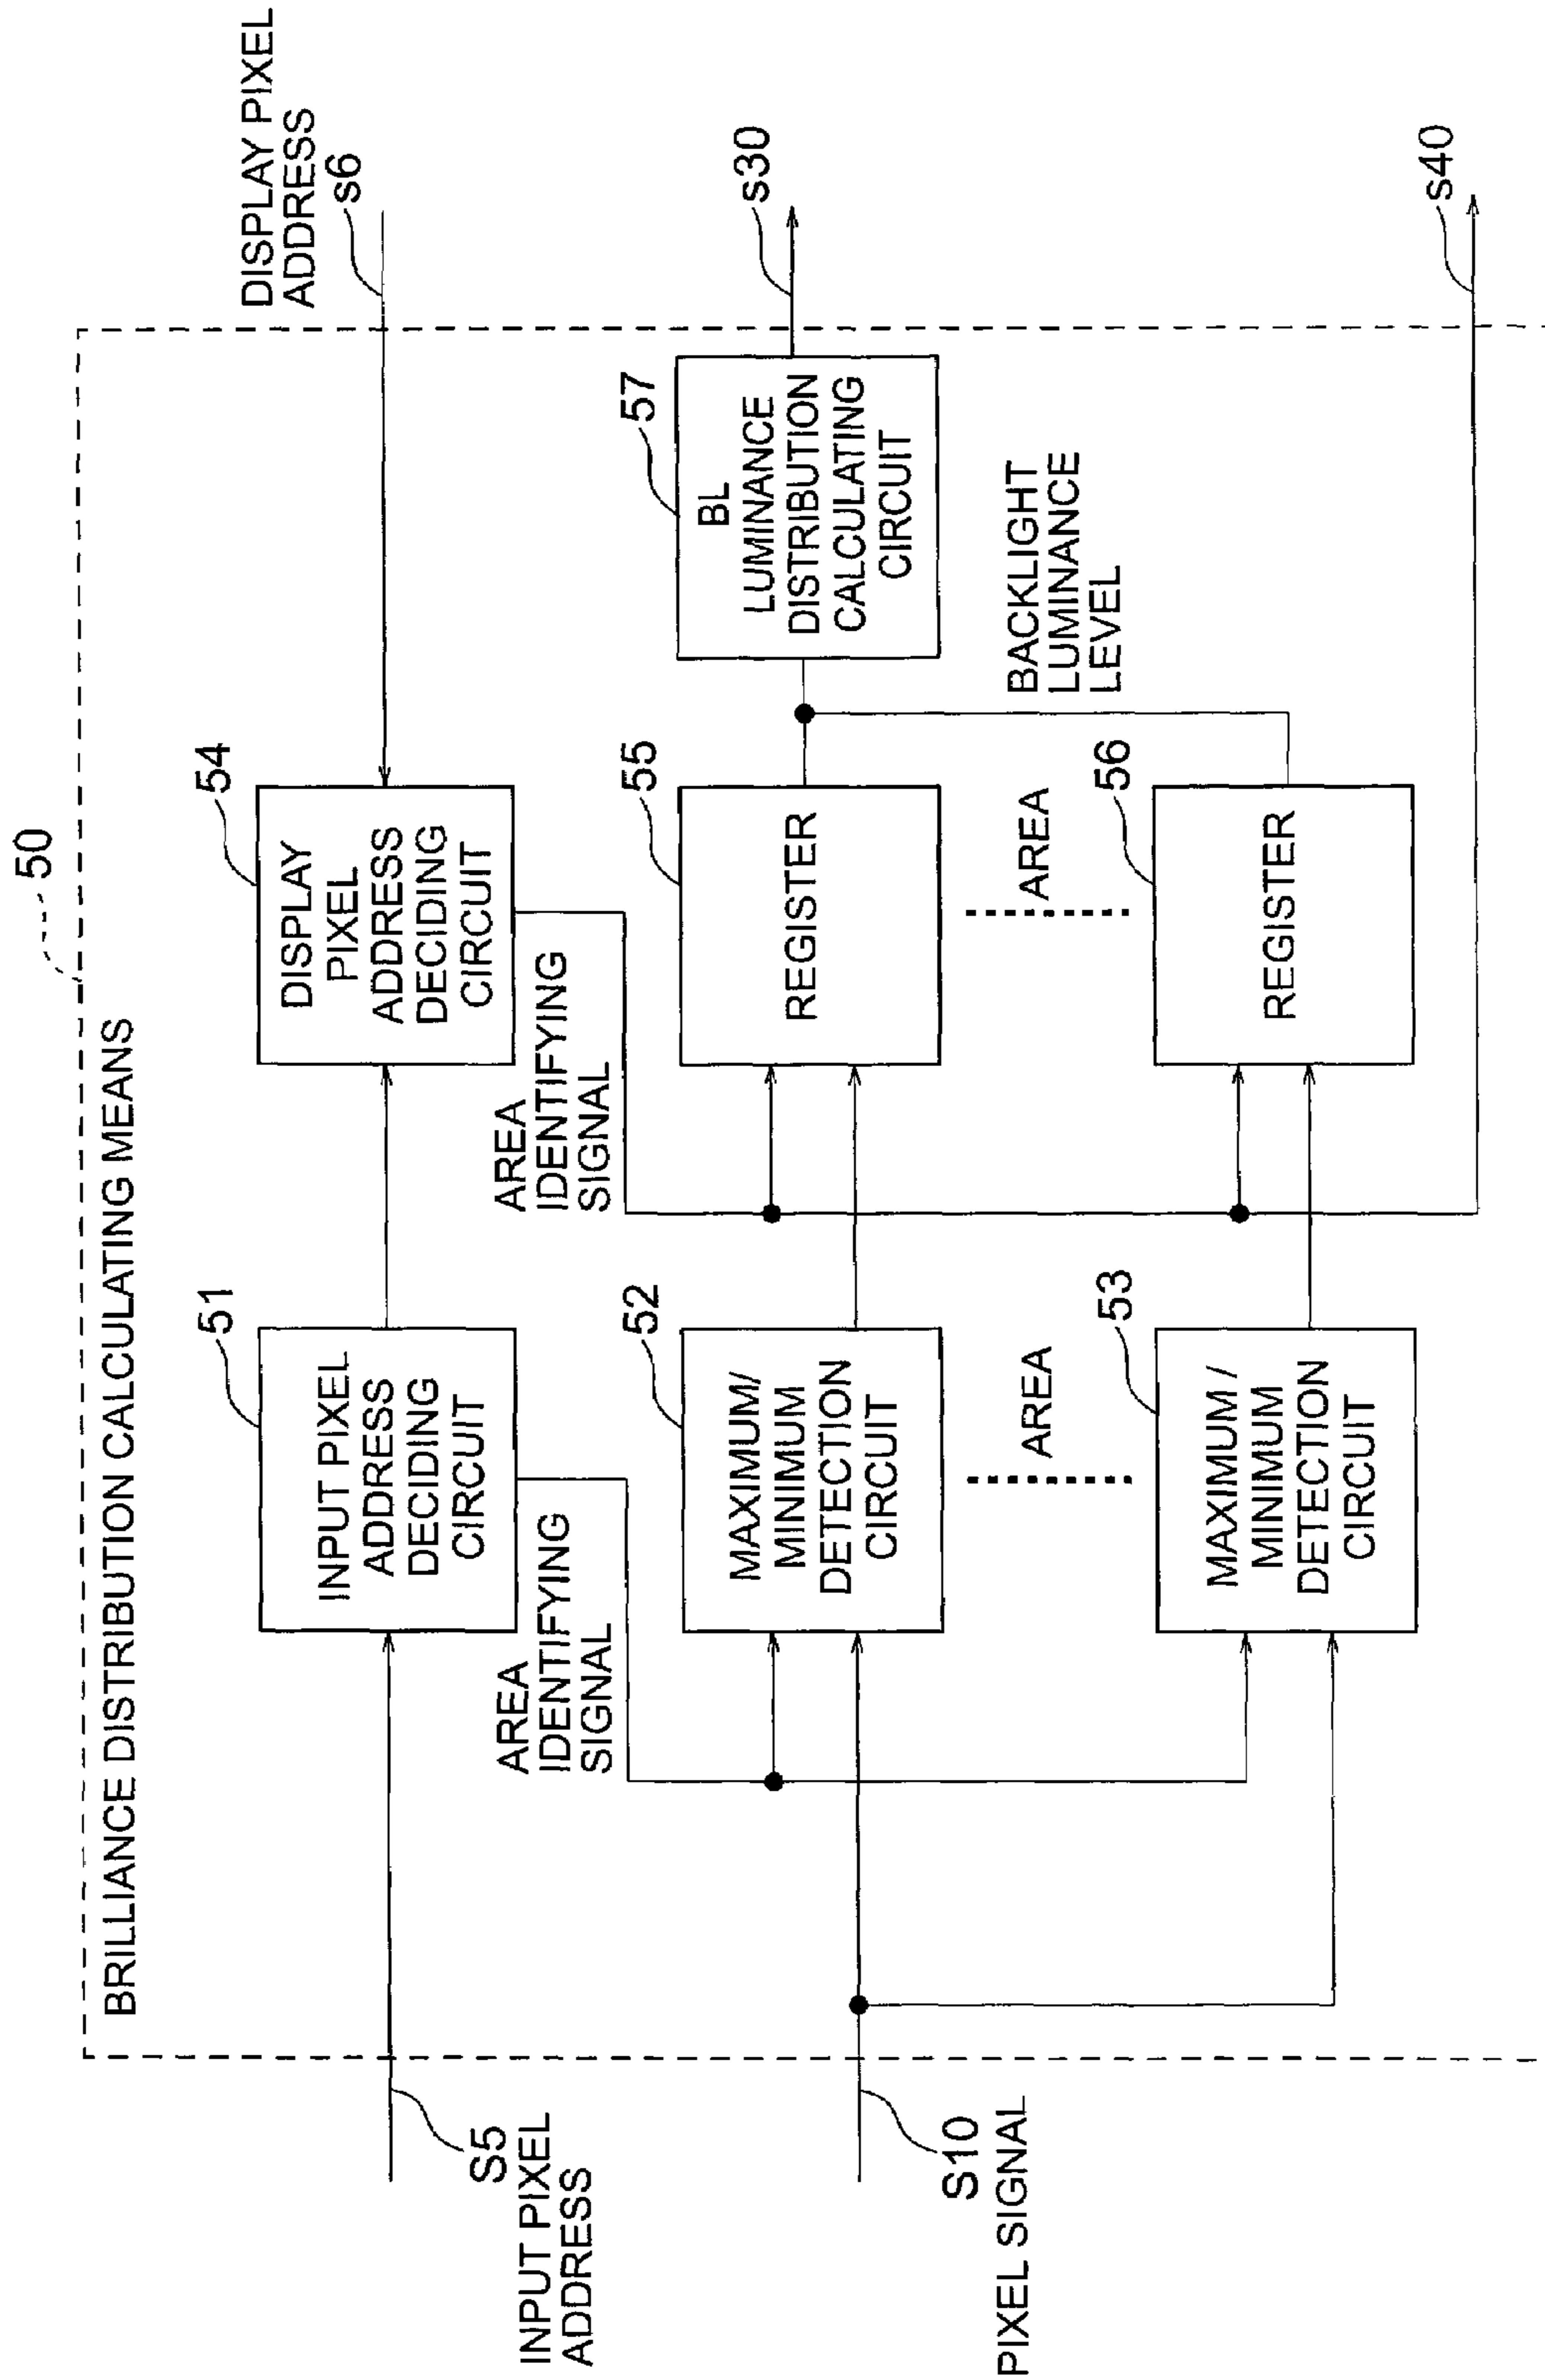 50
BRILLIANCE DISTRIBUTION CALCULATING MEANS
S5
INPUT PIXEL
ADDRESS
51
INPUT PIXEL
ADDRESS
DECIDING
CIRCUIT
54
DISPLAY
PIXEL
ADDRESS
DECIDING
CIRCUIT
DISPLAY PIXEL
ADDRESS
s6
AREA
IDENTIFYING
SIGNAL
AREA
IDENTIFYING
SIGNAL
S10
PIXEL SIGNAL
52
MAXIMUM/
MINIMUM
DETECTION
CIRCUIT
55
REGISTER
57
BL
LUMINANCE
DISTRIBUTION
CALCULATING
CIRCUIT
s30
AREA
AREA
BACKLIGHT
LUMINANCE
LEVEL
53
MAXIMUM /
MINIMUM
DETECTION
CIRCUIT
56
REGISTER
s40